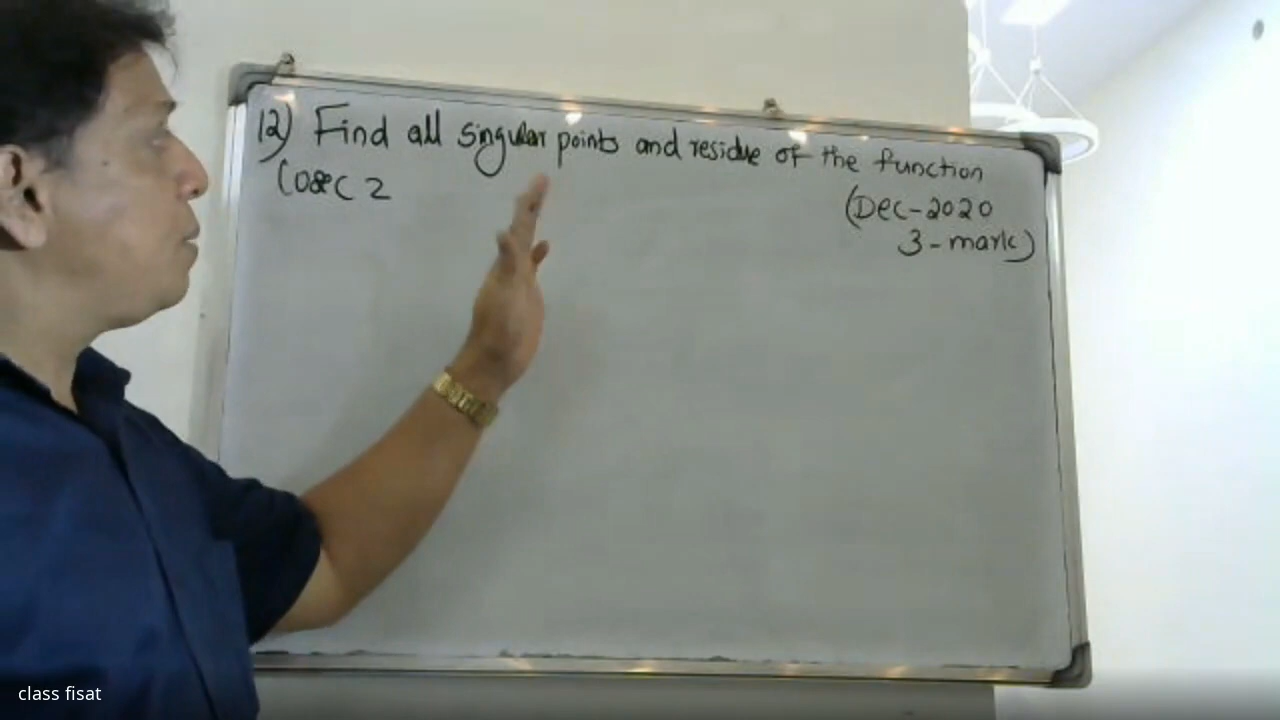 12) Find all singular points and residue of the function
Cosec z
(Dec-2020
3-mark)
class fisat